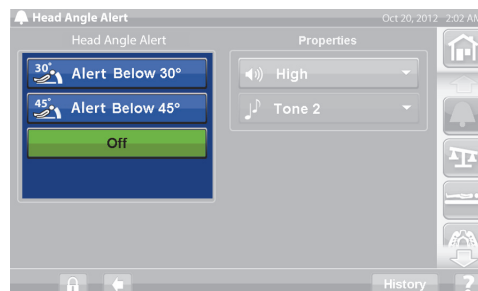 Head Angle Alert
Oct 20, 2012 2:02 AM
Head Angle Alert
30° Alert Below 30°
45° Alert Below 45°
Off
Properties
High
Tone 2
History
?